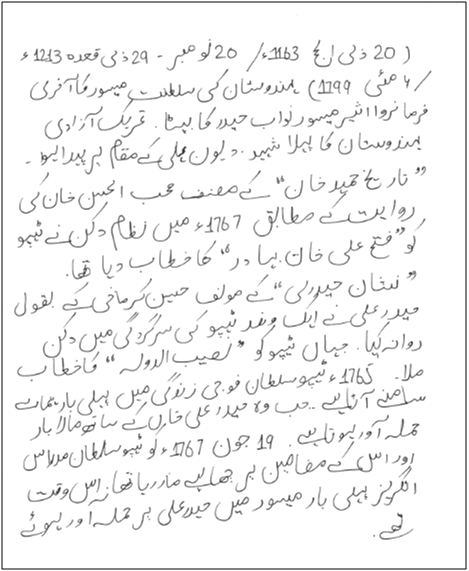 ( 20 ذی الحج 1163ء / 20 نومبر - 29 ذی قعدہ 1213ء
/ 4 مئی 1799) ہندوستان کی سلطنت میسور کا آخری
فرمانروا شیر میسور نواب حیدر کا بیٹا۔ تحریک آزادی
ہندوستان کا پہلا شہید۔ دیون ہلی کے مقام پر پیدا ہوا۔
"تاریخ حمید خان" کے مصنف محب الحسن خان کی
روایت کے مطابق 1767ء میں نظام دکن نے ٹیپو
کو "فتح علی خان بہادر" کا خطاب دیا تھا۔
"نشان حیدری" کے مولف حسین کرمانی کے بقول
حیدر علی نے ایک وفد ٹیپو کی سرکردگی میں دکن
روانہ کیا۔ جہاں ٹیپو کو "نصیب الدولہ" کا خطاب
ملا۔ 1765ء ٹیپو سلطان فوجی زندگی میں پہلی بار ہمارے
سامنے آتا ہے۔ جب وہ حیدر علی خان کے ساتھ مالا بار
حملہ آور ہوتا ہے۔ 19 جون 1767ء کو ٹیپو سلطان مدراس
اور اس کے مضامین پر چھاپے مار رہا تھا۔ اس وقت
انگریز پہلی بار میسور میں حیدر علی پر حملہ آور ہوئے
تھے۔